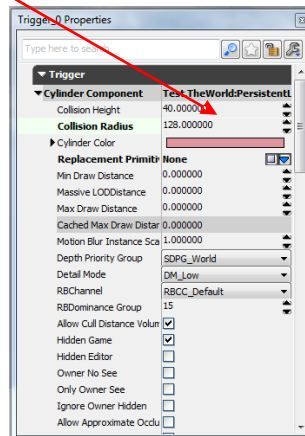 Trigger_0 Properties
Type here to search
Trigger
Cylinder Component Test.TheWorld:PersistentL
Collision Height 40.000000
Collision Radius 128.000000
Cylinder Color
Replacement Primitiv None
Min Draw Distance 0.000000
Massive LODDistance 0.000000
Max Draw Distance 0.000000
Cached Max Draw Distar 0.000000
Motion Blur Instance Sca 1.000000
Depth Priority Group SDPG_World
Detail Mode DM_Low
RBChannel RBCC_Default
RBDominance Group 15
Allow Cull Distance Volum
Hidden Game
Hidden Editor
Owner No See
Only Owner See
Ignore Owner Hidden
Allow Approximate Occlu